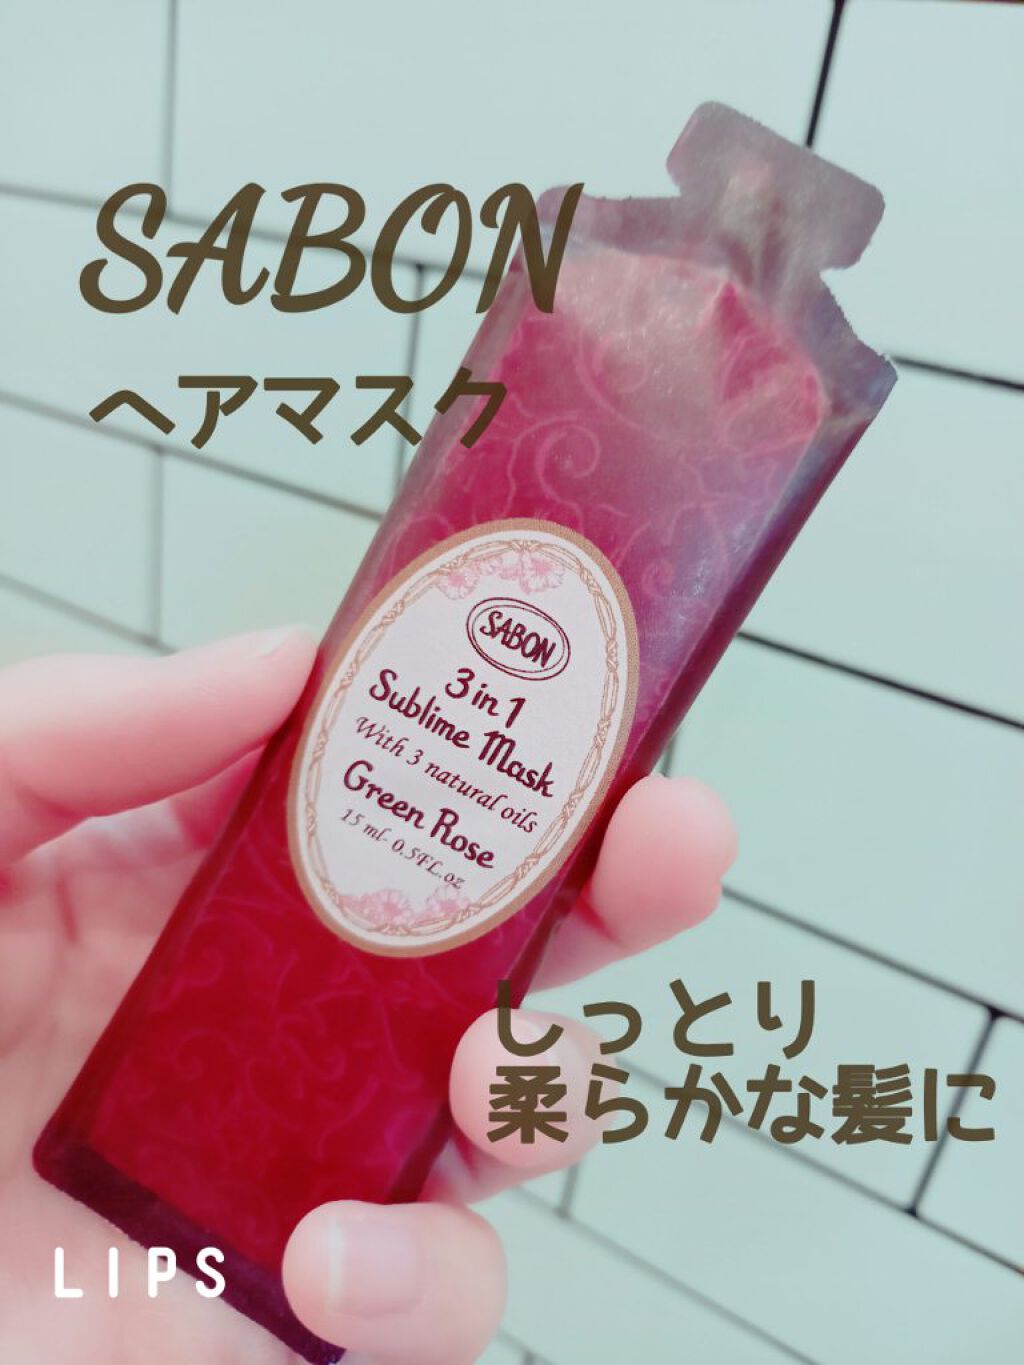 SABON
ヘアマスク
SABON
3 in 1
Sublime Mask
With 3 natural oils
Green Rose
15 ml- 0.5FL.oz
しっとり
柔らかな髪に
LIPS